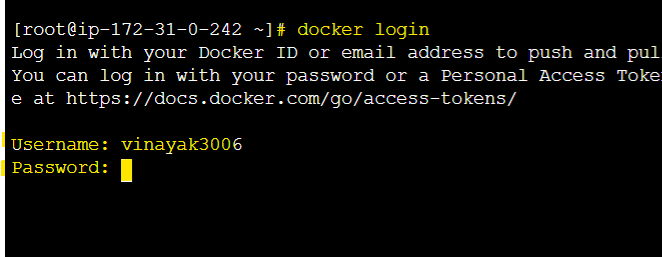 [root@ip-172-31-0-242 ~]# docker login
Log in with your Docker ID or email address to push and pul
You can log in with your password or a Personal Access Toke
e at https://docs.docker.com/go/access-tokens/
Username: vinayak3006
Password: